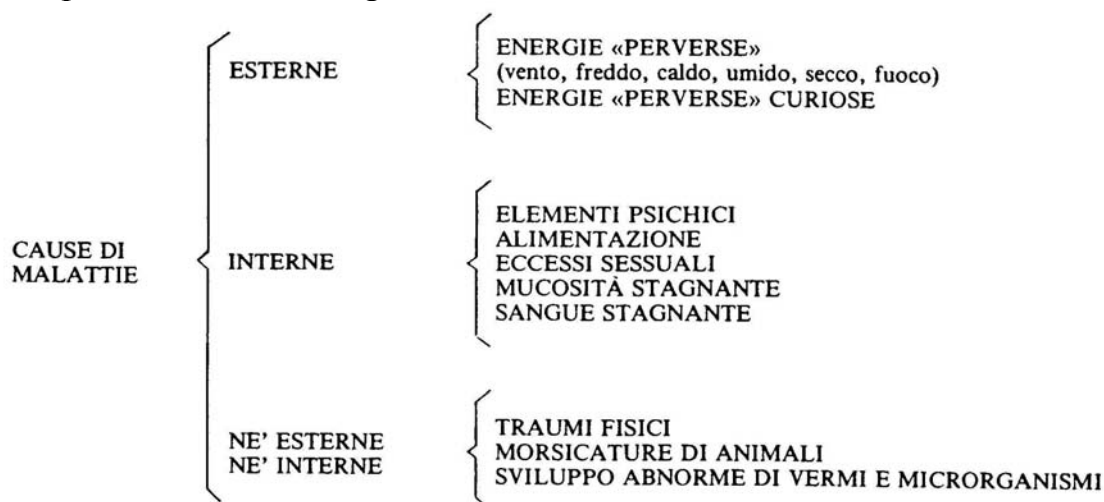 ESTERNE
ENERGIE «PERVERSE»
(vento, freddo, caldo, umido, secco, fuoco)
ENERGIE «PERVERSE» CURIOSE
CAUSE DI
MALATTIE
INTERNE
ELEMENTI PSICHICI
ALIMENTAZIONE
ECCESSI SESSUALI
MUCOSITÀ STAGNANTE
SANGUE STAGNANTE
NE' ESTERNE
NE' INTERNE
TRAUMI FISICI
MORSICATURE DI ANIMALI
SVILUPPO ABNORME DI VERMI E MICRORGANISMI